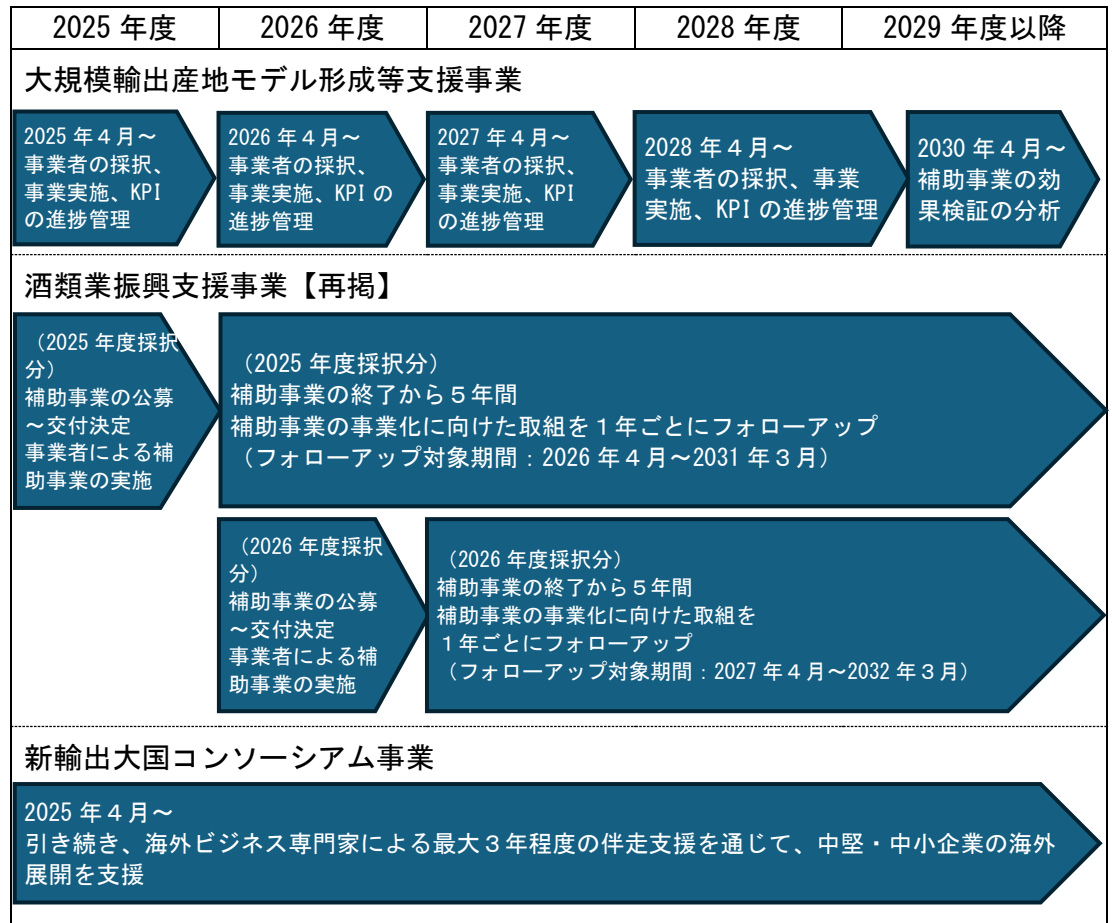 2025 年度
2026 年度
2027 年度
2028 年度
2029 年度以降
大規模輸出産地モデル形成等支援事業
2025 年４月～
事業者の採択、
事業実施、KPI
の進捗管理
2026 年４月～
事業者の採択、
事業実施、KPI の
進捗管理
2027 年４月～
事業者の採択、
事業実施、KPI
の進捗管理
2028 年４月～
事業者の採択、事業
実施、KPI の進捗管理
2030 年４月～
補助事業の効
果検証の分析
酒類業振興支援事業【再掲】
（2025 年度採択
分）
補助事業の公募
～交付決定
事業者による補
助事業の実施
（2025 年度採択分）
補助事業の終了から５年間
補助事業の事業化に向けた取組を１年ごとにフォローアップ
（フォローアップ対象期間：2026 年４月～2031 年３月）
（2026 年度採択
分）
補助事業の公募
～交付決定
事業者による補
助事業の実施
（2026 年度採択分）
補助事業の終了から５年間
補助事業の事業化に向けた取組を
１年ごとにフォローアップ
（フォローアップ対象期間：2027 年４月～2032 年３月）
新輸出大国コンソーシアム事業
2025 年４月～
引き続き、海外ビジネス専門家による最大３年程度の伴走支援を通じて、中堅・中小企業の海外
展開を支援